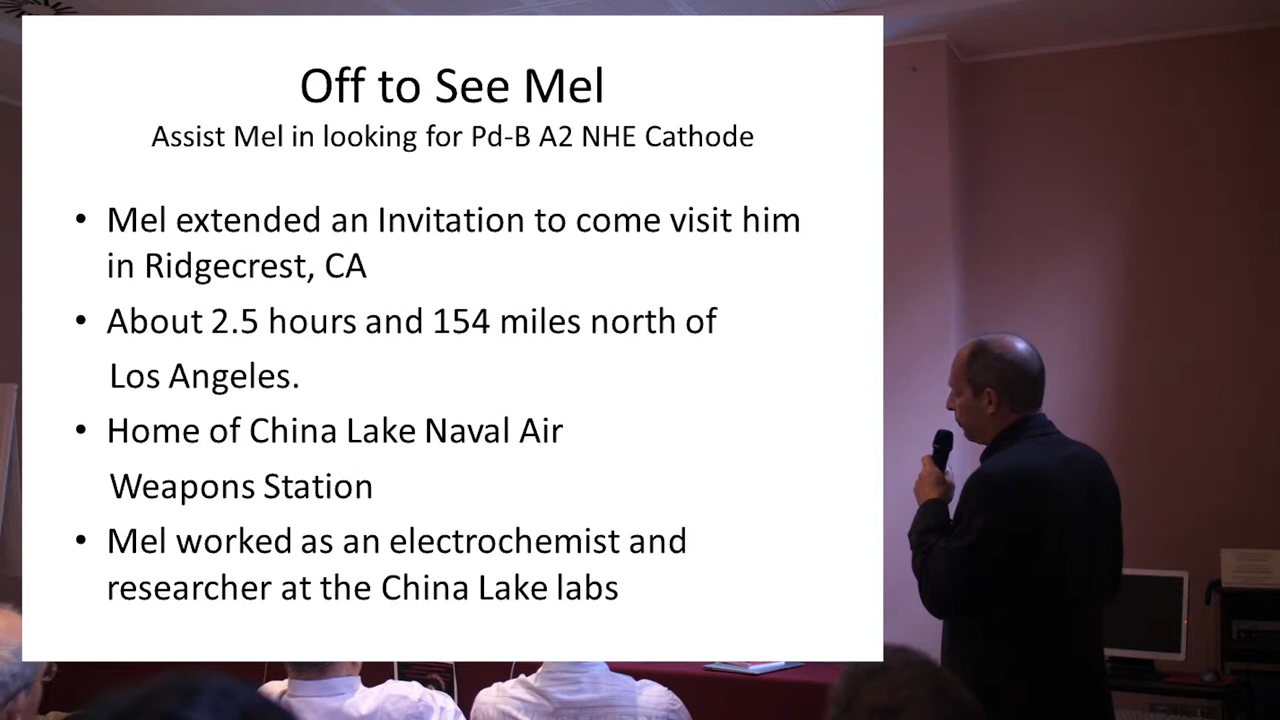 Off to See Mel
Assist Mel in looking for Pd-B A2 NHE Cathode
• Mel extended an Invitation to come visit him
in Ridgecrest, CA
• About 2.5 hours and 154 miles north of
Los Angeles.
• Home of China Lake Naval Air
Weapons Station
• Mel worked as an electrochemist and
researcher at the China Lake labs